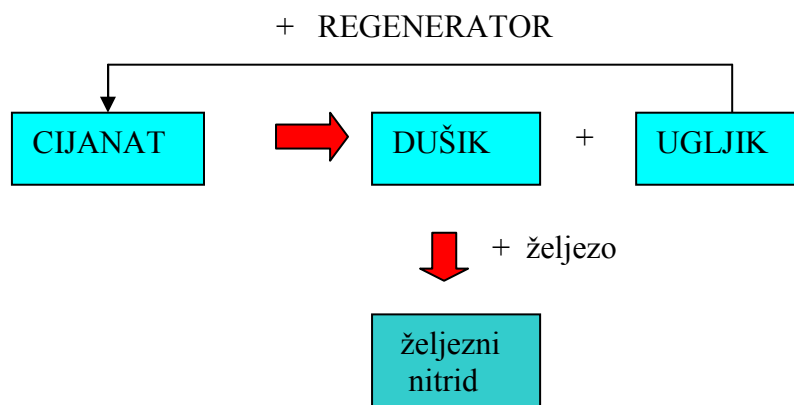 + REGENERATOR
CIJANAT
DUŠIK
+
UGLJIK
+ željezo
željezni
nitrid